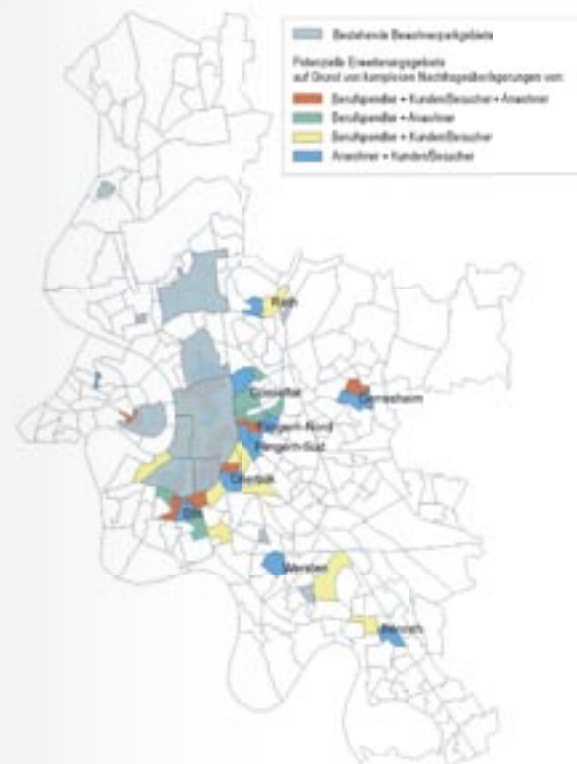 Bestehende Bewohnerparkgebiete
Potenzielle Erweiterungsgebiete
auf Grund von komplexen Nachfrageüberlagerungen von:
Berufspendler + Kunden/Besucher + Anwohner
Berufspendler + Anwohner
Berufspendler + Kunden/Besucher
Anwohner + Kunden/Besucher
Rath
Düsseltal
Gerresheim
Flingern-Nord
Flingern-Süd
Oberbilk
Bilk
Wersten
Benrath